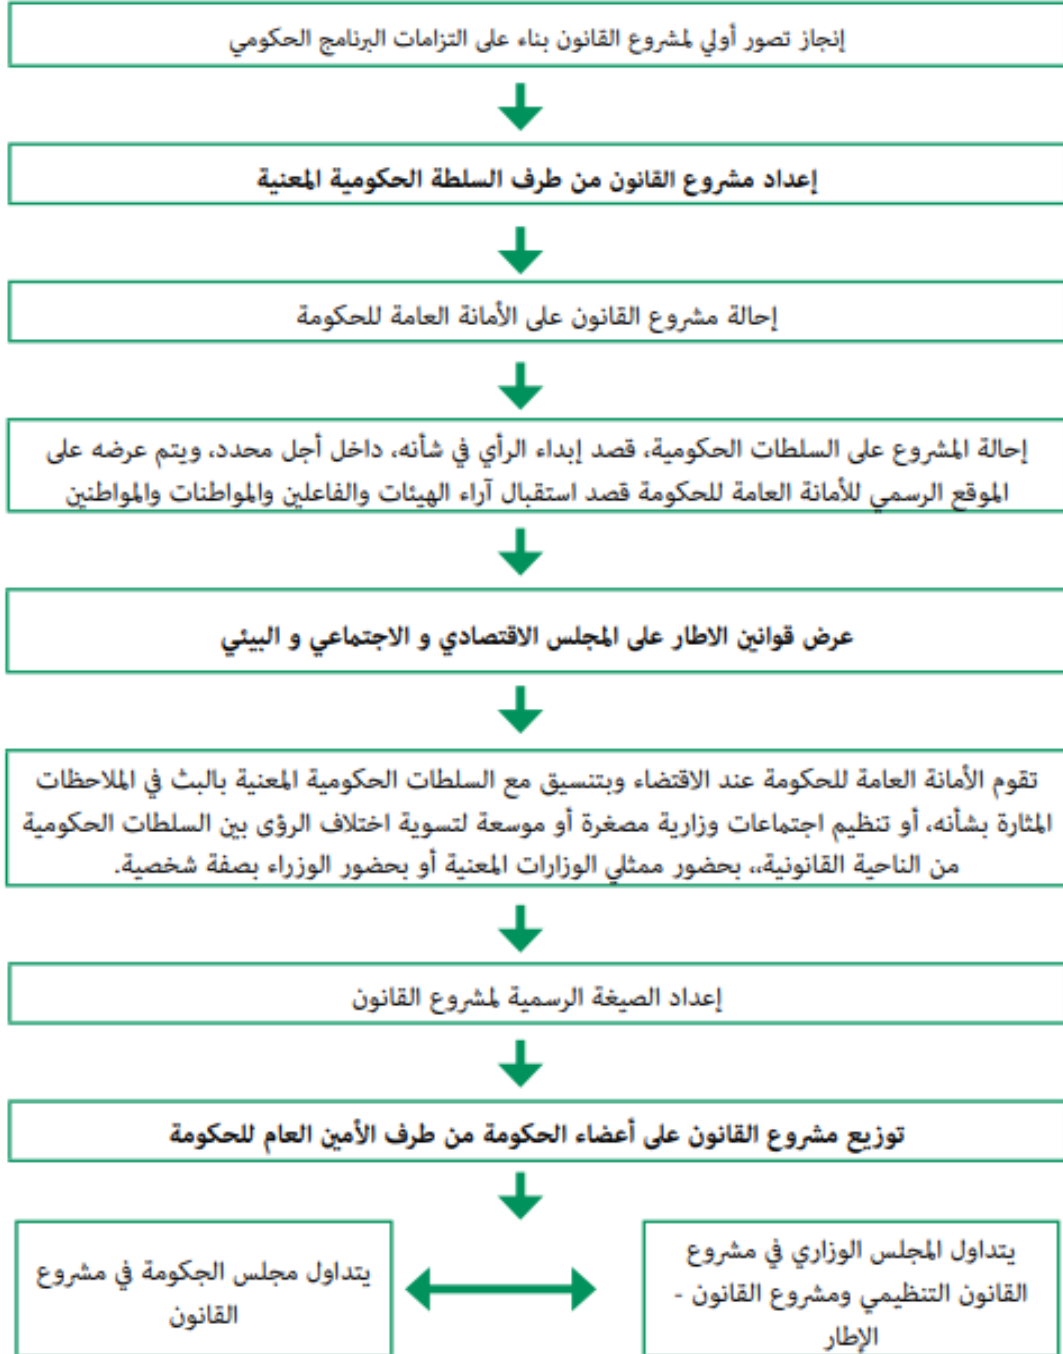 إنجاز تصور أولي لمشروع القانون بناء على التزامات البرنامج الحكومي
إعداد مشروع القانون من طرف السلطة الحكومية المعنية
إحالة مشروع القانون على الأمانة العامة للحكومة
إحالة المشروع على السلطات الحكومية، قصد إبداء الرأي في شأنه، داخل أجل محدد، ويتم عرضه على
الموقع الرسمي للأمانة العامة للحكومة قصد استقبال آراء الهيئات والفاعلين والمواطنات والمواطنين
عرض قوانين الاطار على المجلس الاقتصادي و الاجتماعي و البيئي
تقوم الأمانة العامة للحكومة عند الاقتضاء وبتنسيق مع السلطات الحكومية المعنية بالبث في الملاحظات
المثارة بشأنه، أو تنظيم اجتماعات وزارية مصغرة أو موسعة لتسوية اختلاف الرؤى بين السلطات الحكومية
من الناحية القانونية،، بحضور ممثلي الوزارات المعنية أو بحضور الوزراء بصفة شخصية.
إعداد الصيغة الرسمية لمشروع القانون
توزيع مشروع القانون على أعضاء الحكومة من طرف الأمين العام للحكومة
يتداول المجلس الوزاري في مشروع
القانون التنظيمي ومشروع القانون -
الإطار
يتداول مجلس الجكومة في مشروع
القانون